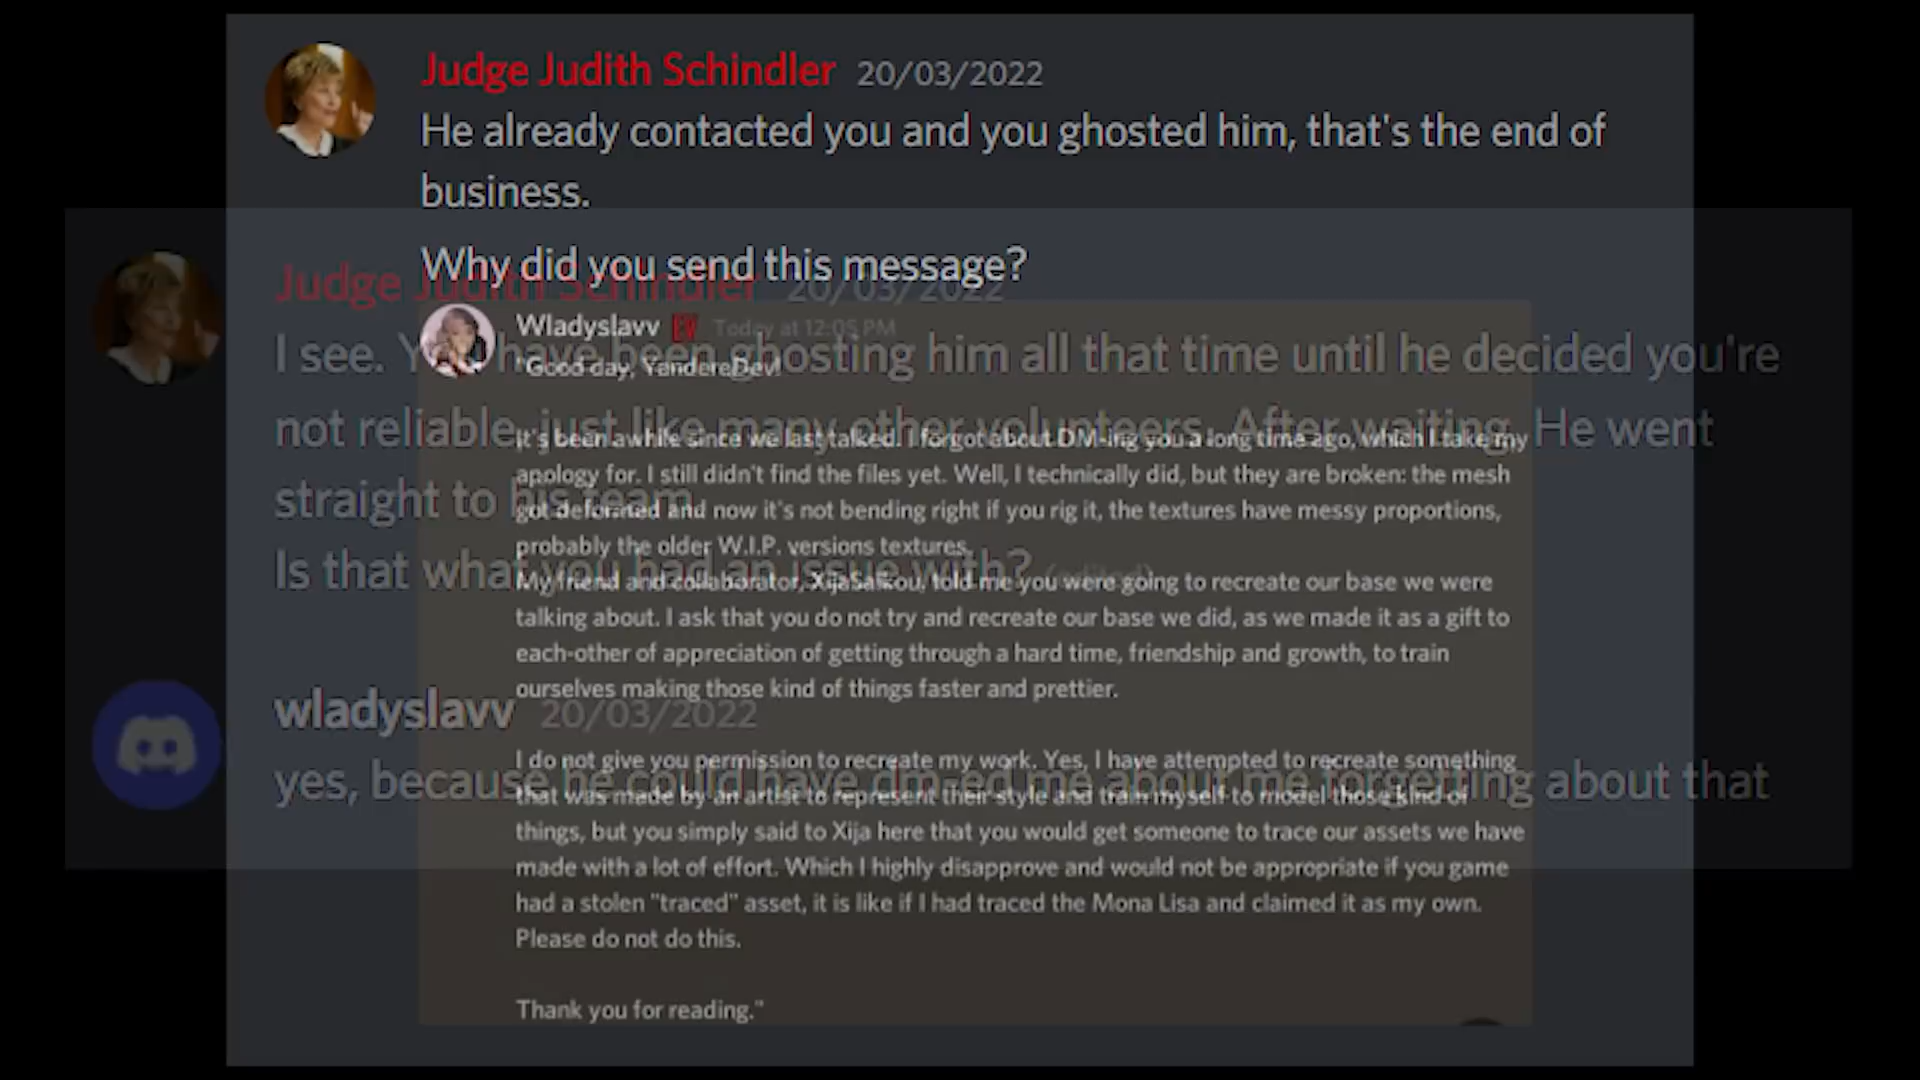 Judge Judith Schindler 20/03/2022
He already contacted you and you ghosted him, that's the end of
business.
Why did you send this message?
Wladyslavv EV Today at 12:05 PM
"Good day, YandereDev!
It's been awhile since we last talked. I forgot about DM-ing you a long time ago, which I take my
apology for. I still didn't find the files yet. Well, I technically did, but they are broken: the mesh
got deformed and now it's not bending right if you rig it, the textures have messy proportions,
probably the older W.I.P. versions textures.
My friend and collaborator, XijaSaikou, told me you were going to recreate our base we were
talking about. I ask that you do not try and recreate our base we did, as we made it as a gift to
each-other of appreciation of getting through a hard time, friendship and growth, to train
ourselves making those kind of things faster and prettier.
I do not give you permission to recreate my work. Yes, I have attempted to recreate something
that was made by an artist to represent their style and train myself to model those kind of
things, but you simply said to Xija here that you would get someone to trace our assets we have
made with a lot of effort. Which I highly disapprove and would not be appropriate if you game
had a stolen "traced" asset, it is like if I had traced the Mona Lisa and claimed it as my own.
Please do not do this.
Thank you for reading."
Judge Judith Schindler 20/03/2022
I see. You have been ghosting him all that time until he decided you're
not reliable, just like many other volunteers. After waiting, He went
straight to his team.
Is that what you had an issue with? (edited)
wladyslavv 20/03/2022
yes, because he could have dm-ed me about me forgetting about that